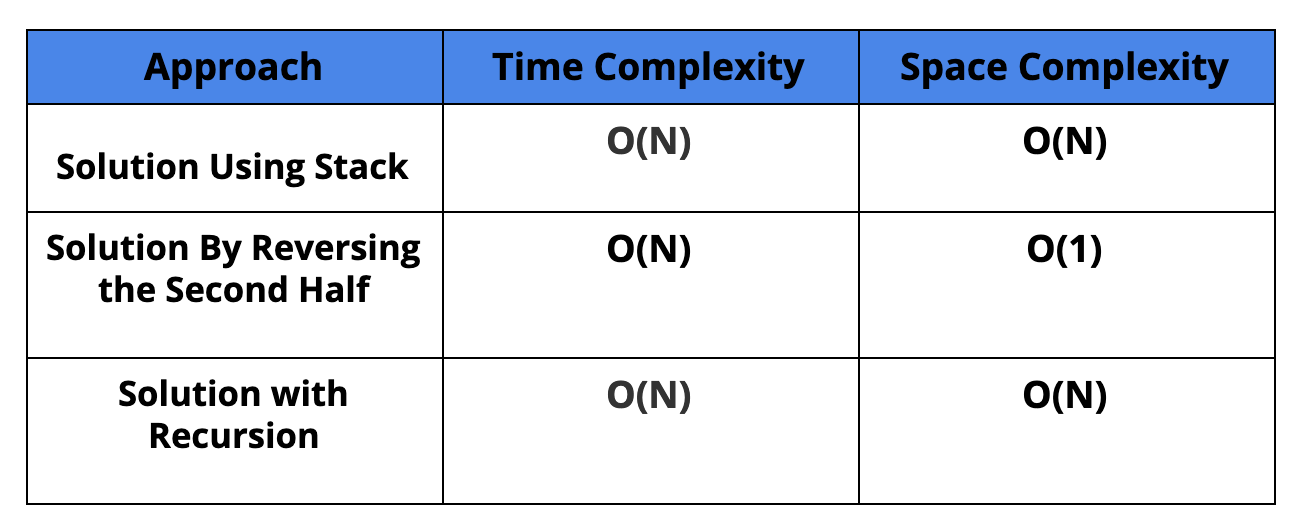 Approach Time Complexity Space Complexity
Solution Using Stack O(N) O(N)
Solution By Reversing O(N) O(1)
the Second Half
Solution with O(N) O(N)
Recursion